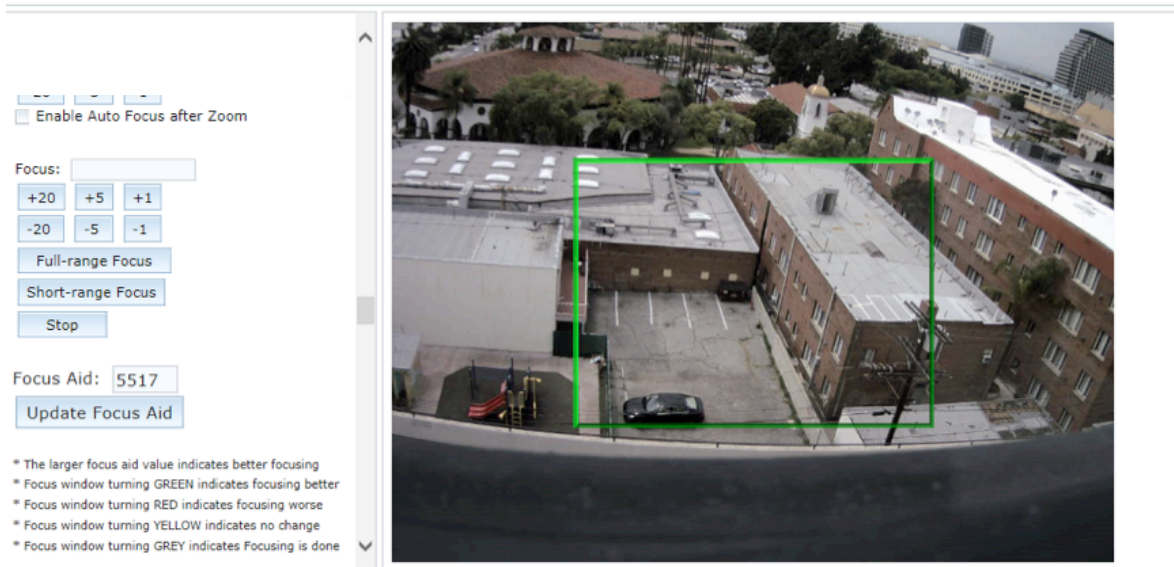 -20 -5 -1
Enable Auto Focus after Zoom
Focus:
+20 +5 +1
-20 -5 -1
Full-range Focus
Short-range Focus
Stop
Focus Aid: 5517
Update Focus Aid
* The larger focus aid value indicates better focusing
* Focus window turning GREEN indicates focusing better
* Focus window turning RED indicates focusing worse
* Focus window turning YELLOW indicates no change
* Focus window turning GREY indicates Focusing is done